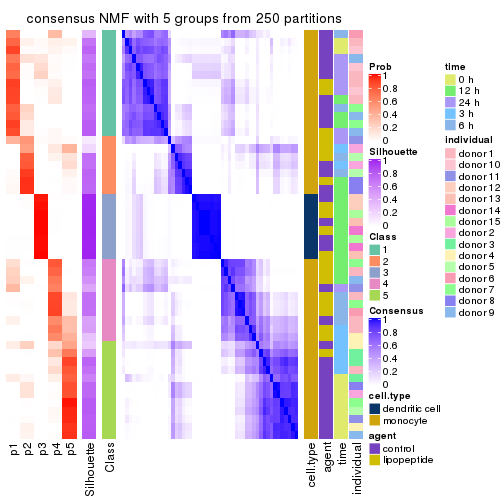 consensus NMF with 5 groups from 250 partitions
p1
p2
p3
p4
p5
Silhouette
Class
cell.type
agent
time
individual
Prob
1
0.8
0.6
0.4
0.2
0
Silhouette
1
0.8
0.6
0.4
0.2
0
Class
1
2
3
4
5
Consensus
1
0.8
0.6
0.4
0.2
0
cell.type
dendritic cell
monocyte
agent
control
lipopeptide
time
0 h
12 h
24 h
3 h
6 h
individual
donor 1
donor 10
donor 11
donor 12
donor 13
donor 14
donor 15
donor 2
donor 3
donor 4
donor 5
donor 6
donor 7
donor 8
donor 9